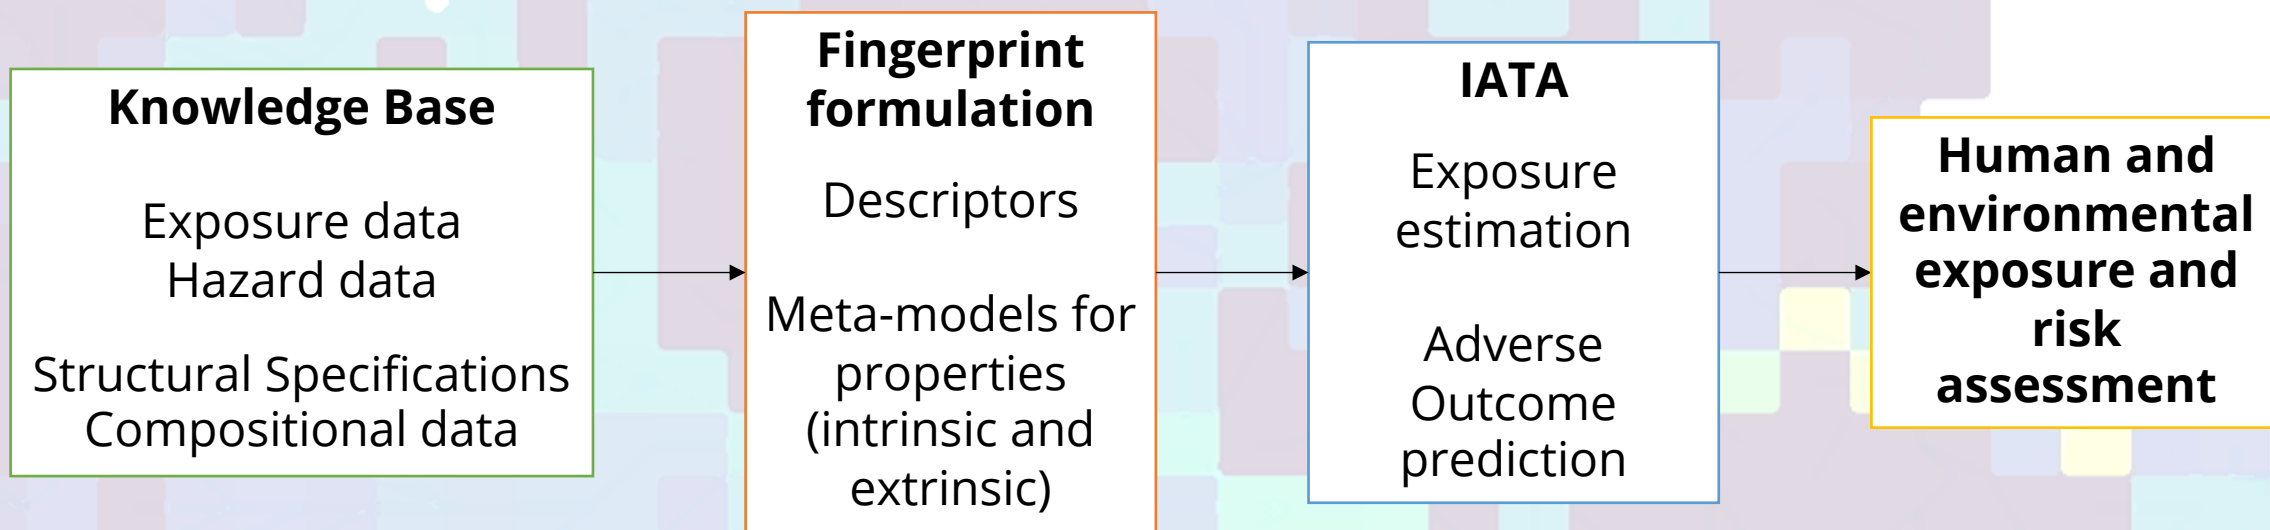 Knowledge Base
Exposure data
Hazard data
Structural Specifications
Compositional data
Fingerprint
formulation
Descriptors
Meta-models for
properties
(intrinsic and
extrinsic)
IATA
Exposure
estimation
Adverse
Outcome
prediction
Human and
environmental
exposure and
risk
assessment